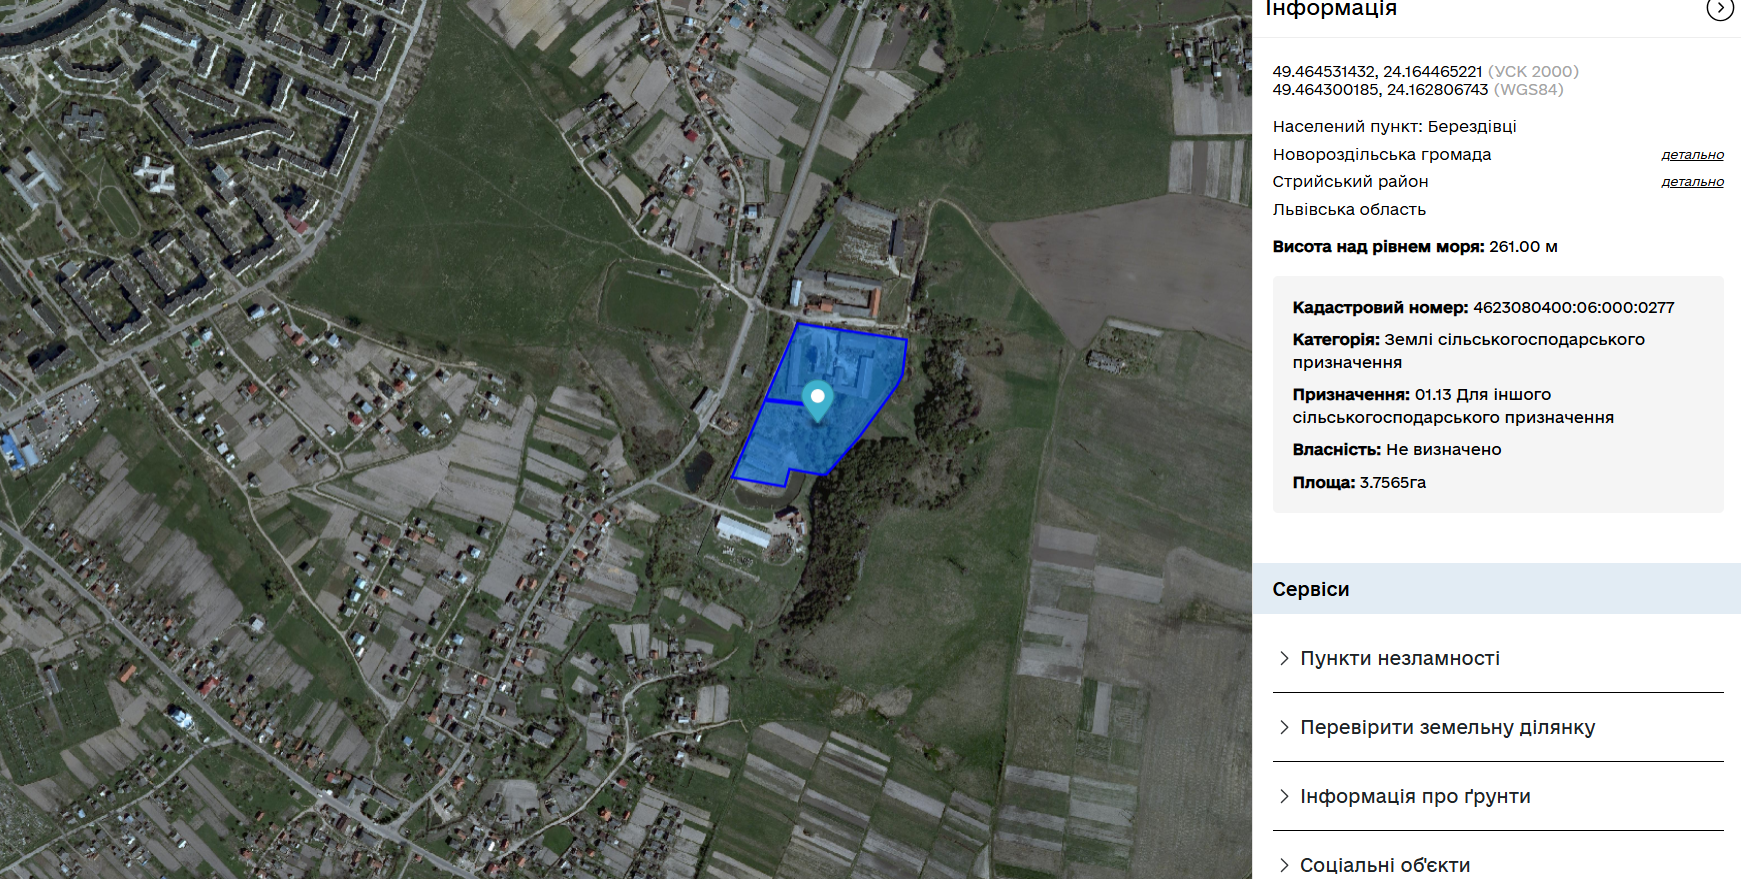 Інформація
49.464531432, 24.164465221 (УСК 2000)
49.464300185, 24.162806743 (WGS84)
Населений пункт: Берездівці
Новороздільська громада детально
Стрийський район детально
Львівська область
Висота над рівнем моря: 261.00 м
Кадастровий номер: 4623080400:06:000:0277
Категорія: Землі сільськогосподарського
призначення
Призначення: 01.13 Для іншого
сільськогосподарського призначення
Власність: Не визначено
Площа: 3.7565га
Сервіси
Пункти незламності
Перевірити земельну ділянку
Інформація про ґрунти
Соціальні об'єкти